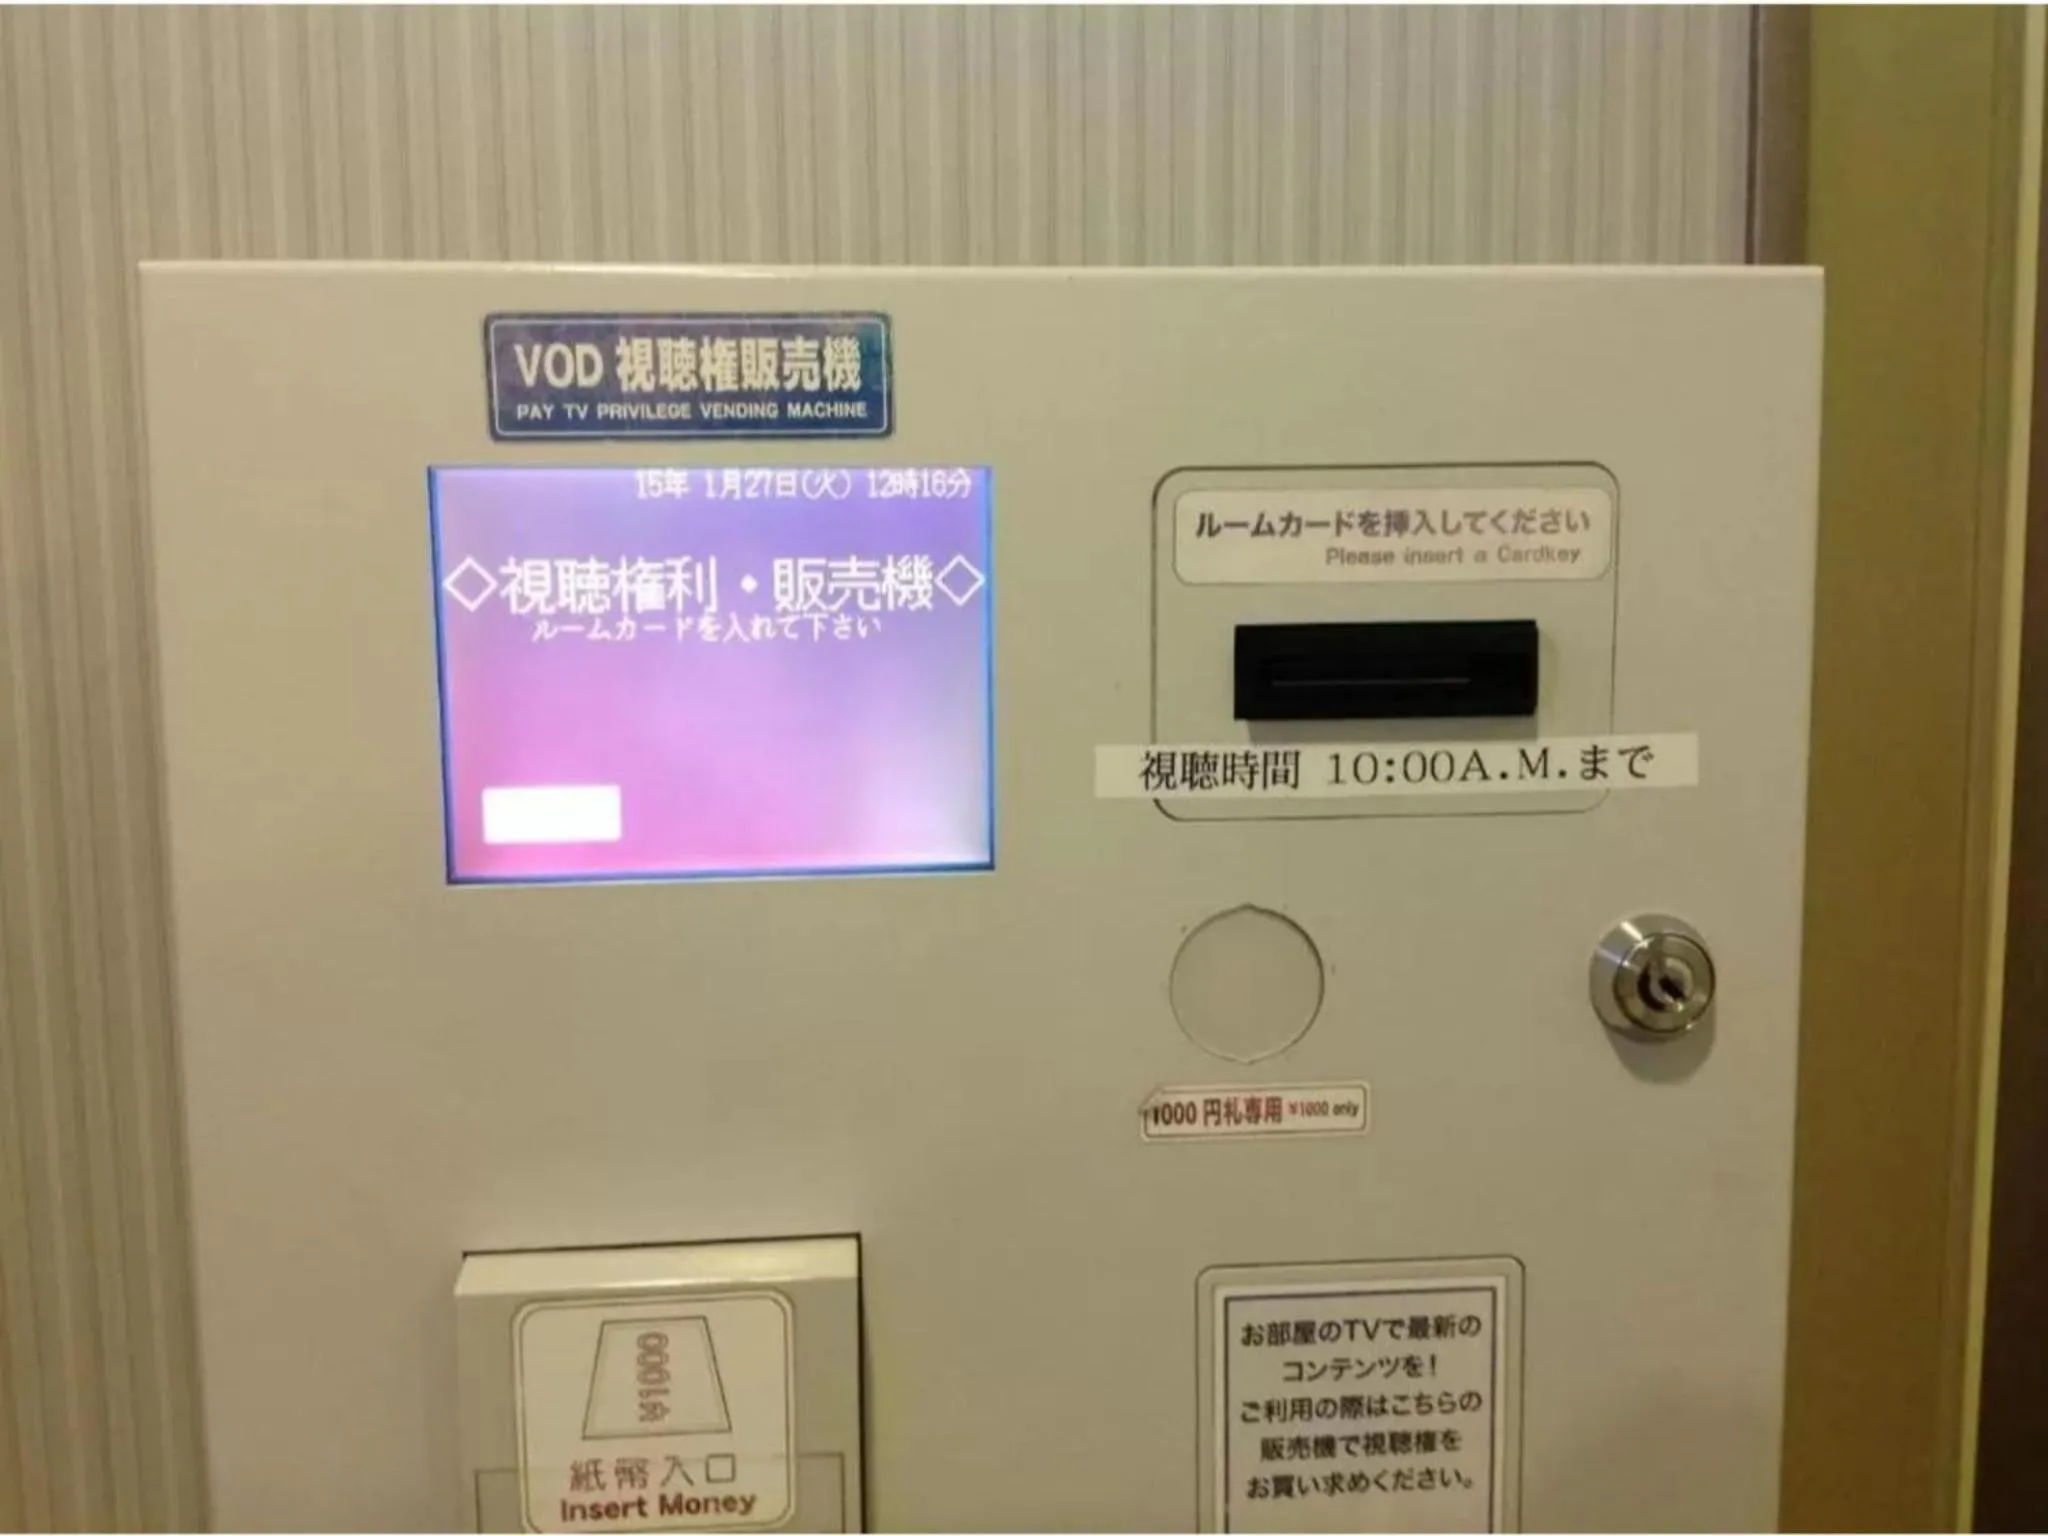 VOD 視聴権販売機
PAY TV PRIVILEGE VENDING MACHINE
15年 1月27日(火) 12時16分
◇視聴権利・販売機◇
ルームカードを入れて下さい
ルームカードを挿入してください
Please insert a Cardkey
視聴時間 10:00A.M.まで
1000円札専用 ¥1000 only
¥1000
紙幣入口
Insert Money
お部屋のTVで最新の
コンテンツを!
ご利用の際はこちらの
販売機で視聴権を
お買い求めください。